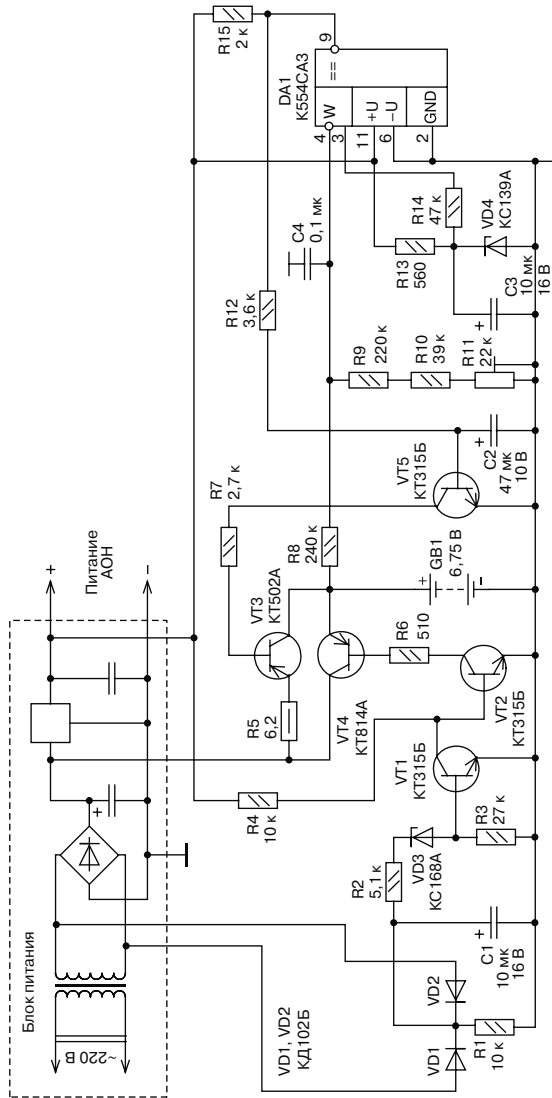 Блок питания
~220 В
+
Питание
АОН
–
R15
2 к
9
==
DA1
К554СА3
W
+U
–U
GND
4
3
11
6
2
C4
0,1 мк
R14
47 к
R13
560
VD4
КС139А
+
C3
10 мк
16 В
R12
3,6 к
R9
220 к
R10
39 к
R11
22 к
R7
2,7 к
VT5
КТ315Б
+
C2
47 мк
10 В
R8
240 к
VT3
КТ502А
R5
6,2
VT4
КТ814А
+
GB1
6,75 В
–
R6
510
VT2
КТ315Б
R4
10 к
VT1
КТ315Б
R3
27 к
VD3
КС168А
R2
5,1 к
+
+
C1
10 мк
16 В
VD2
VD1
R1
10 к
VD1, VD2
КД102Б